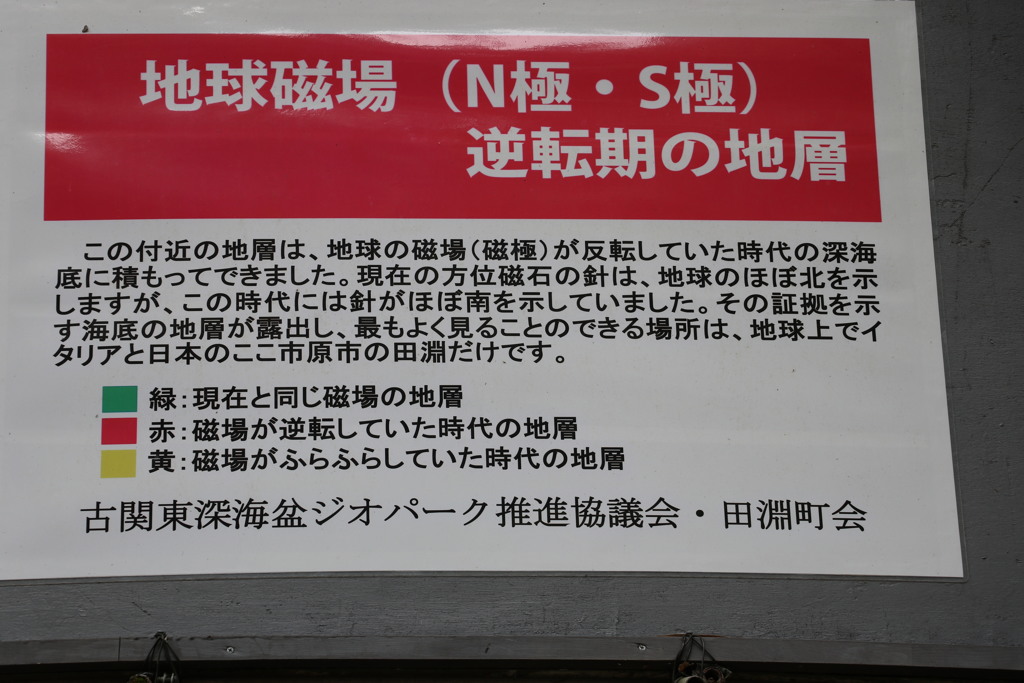 地球磁場（N極・S極）
逆転期の地層
この付近の地層は、地球の磁場（磁極）が反転していた時代の深海
底に積もってできました。現在の方位磁石の針は、地球のほぼ北を示
しますが、この時代には針がほぼ南を示していました。その証拠を示
す海底の地層が露出し、最もよく見ることのできる場所は、地球上でイ
タリアと日本のここ市原市の田淵だけです。
緑：現在と同じ磁場の地層
赤：磁場が逆転していた時代の地層
黄：磁場がふらふらしていた時代の地層
古関東深海盆ジオパーク推進協議会・田淵町会